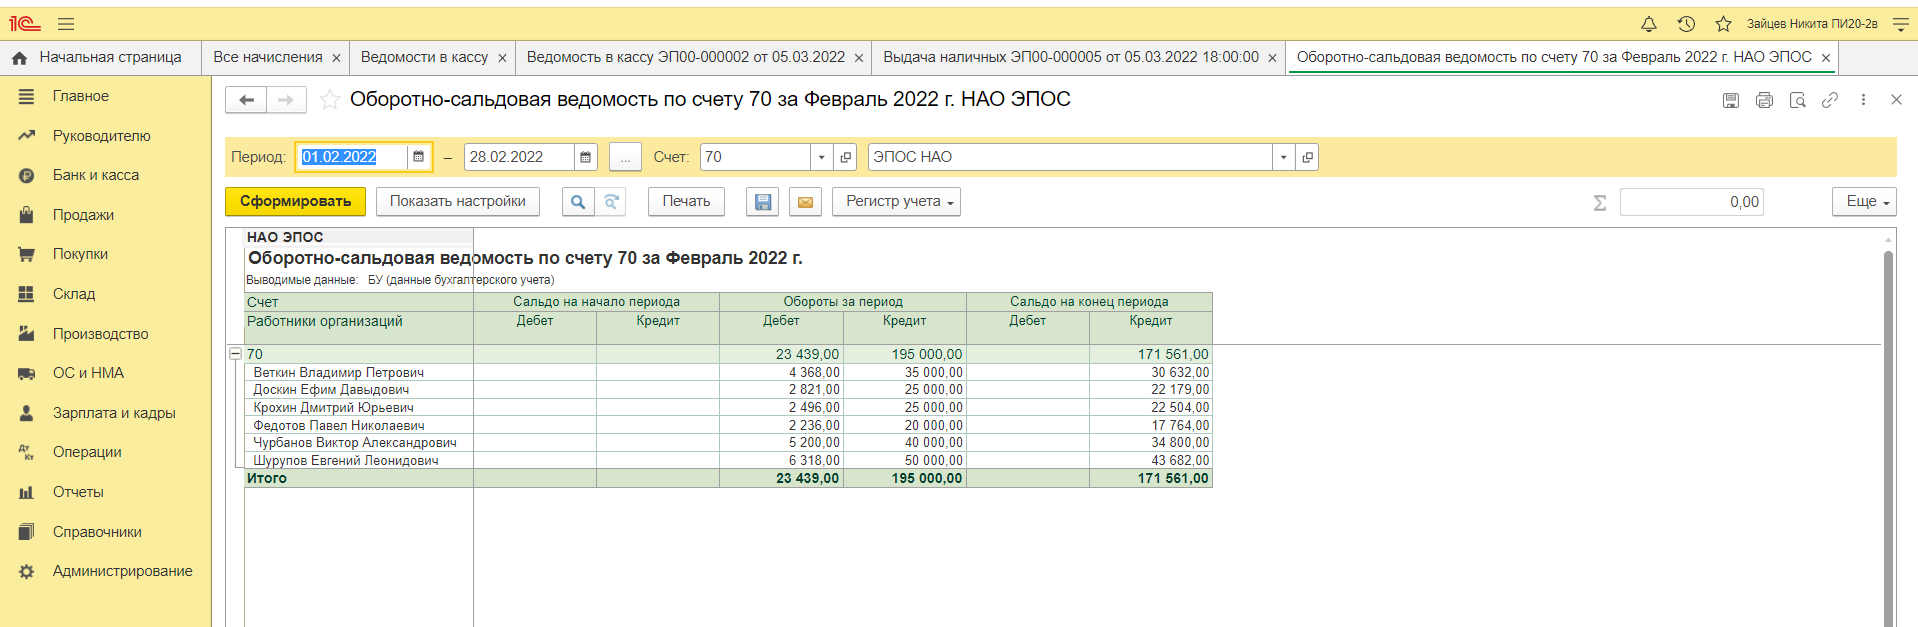 1С Зайцев Никита ПИ20-2в
Начальная страница Все начисления × Ведомости в кассу × Ведомость в кассу ЭП00-000002 от 05.03.2022 × Выдача наличных ЭП00-000005 от 05.03.2022 18:00:00 × Оборотно-сальдовая ведомость по счету 70 за Февраль 2022 г. НАО ЭПОС ×
Главное
Руководителю
Банк и касса
Продажи
Покупки
Склад
Производство
ОС и НМА
Зарплата и кадры
Дт Кт Операции
Отчеты
Справочники
Администрирование
Оборотно-сальдовая ведомость по счету 70 за Февраль 2022 г. НАО ЭПОС
Период: 01.02.2022 – 28.02.2022 ... Счет: 70 ЭПОС НАО
Сформировать Показать настройки Печать Регистр учета Σ 0,00 Еще
НАО ЭПОС
Оборотно-сальдовая ведомость по счету 70 за Февраль 2022 г.
Выводимые данные: БУ (данные бухгалтерского учета)
Счет Сальдо на начало периода Обороты за период Сальдо на конец периода
Работники организаций Дебет Кредит Дебет Кредит Дебет Кредит
70 23 439,00 195 000,00 171 561,00
Веткин Владимир Петрович 4 368,00 35 000,00 30 632,00
Доскин Ефим Давыдович 2 821,00 25 000,00 22 179,00
Крохин Дмитрий Юрьевич 2 496,00 25 000,00 22 504,00
Федотов Павел Николаевич 2 236,00 20 000,00 17 764,00
Чурбанов Виктор Александрович 5 200,00 40 000,00 34 800,00
Шурупов Евгений Леонидович 6 318,00 50 000,00 43 682,00
Итого 23 439,00 195 000,00 171 561,00